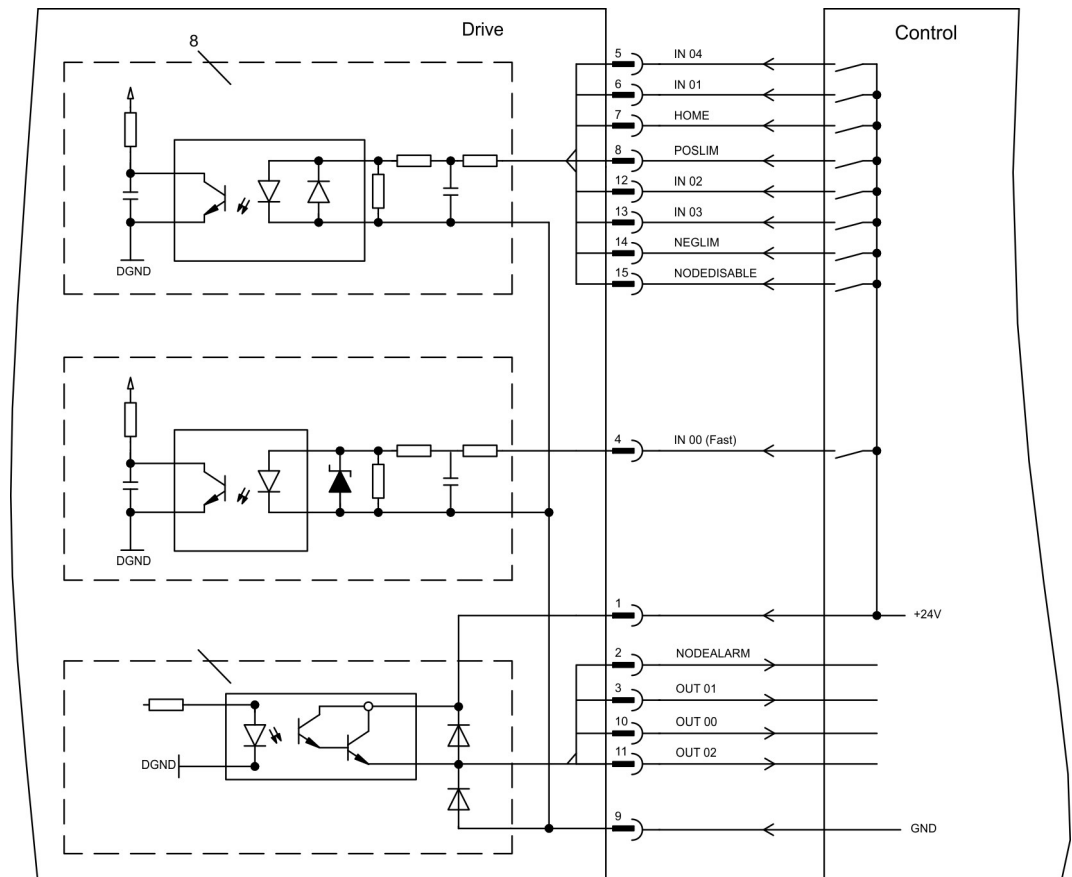 Drive
Control
8
5 IN 04
6 IN 01
7 HOME
8 POSLIM
12 IN 02
13 IN 03
14 NEGLIM
15 NODEDISABLE
DGND
4 IN 00 (Fast)
DGND
1 +24V
2 NODEALARM
3 OUT 01
10 OUT 00
11 OUT 02
DGND
9 GND